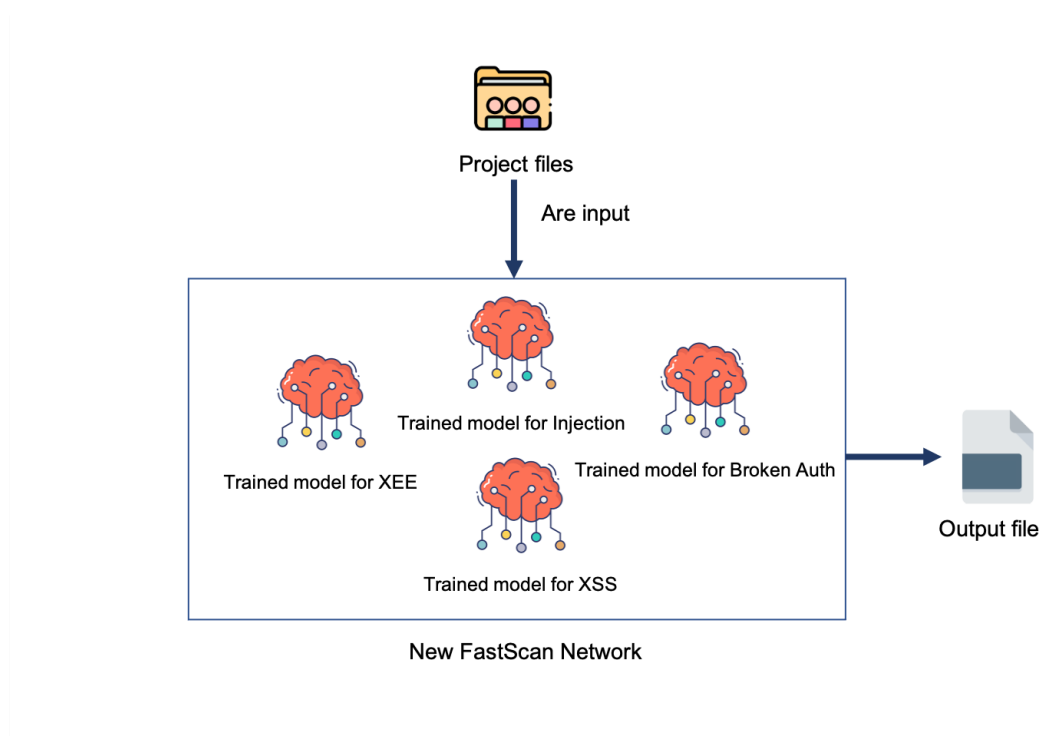 Project files
Are input
Trained model for Injection
Trained model for Broken Auth
Trained model for XEE
Trained model for XSS
Output file
New FastScan Network